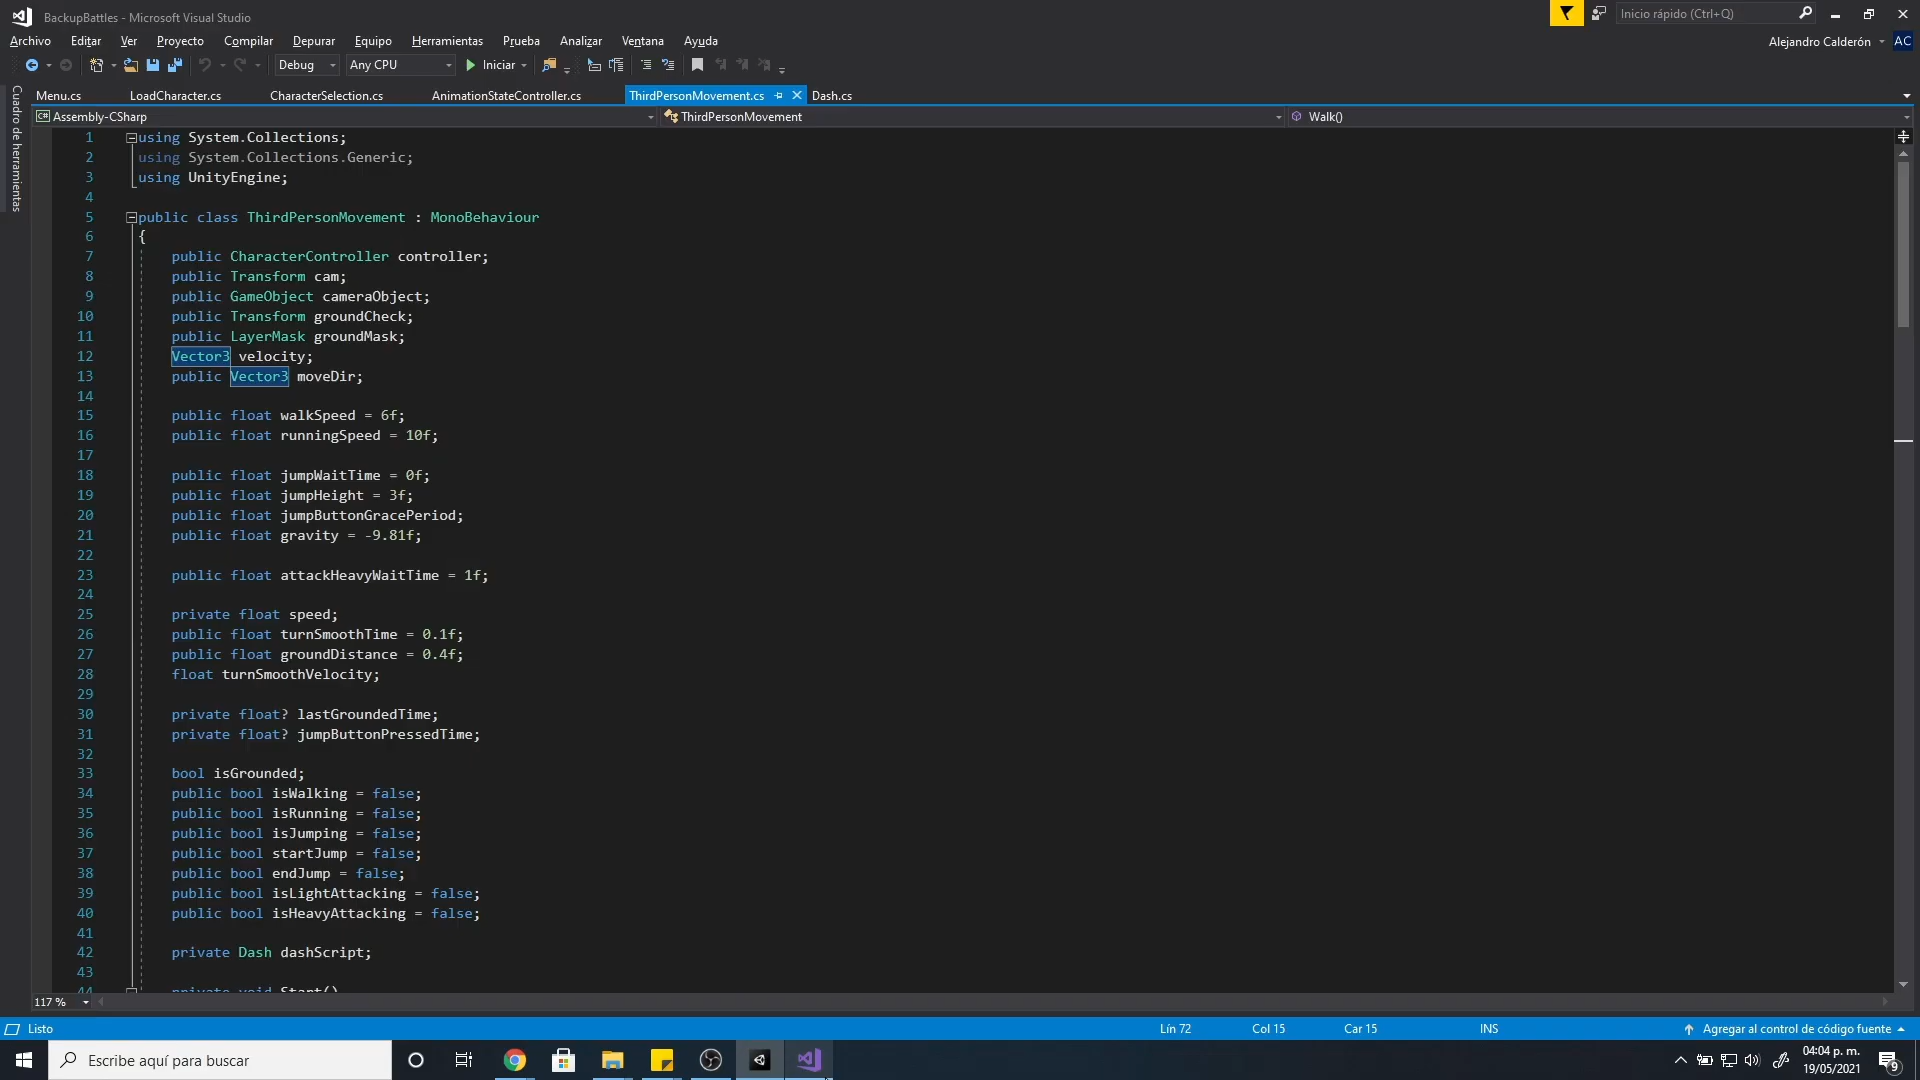 BackupBattles - Microsoft Visual Studio
Inicio rápido (Ctrl+Q)
Archivo Editar Ver Proyecto Compilar Depurar Equipo Herramientas Prueba Analizar Ventana Ayuda
Alejandro Calderón AC
Debug Any CPU Iniciar
Cuadro de herramientas
Menu.cs LoadCharacter.cs CharacterSelection.cs AnimationStateController.cs ThirdPersonMovement.cs Dash.cs
C# Assembly-CSharp ThirdPersonMovement Walk()
1 using System.Collections;
2 using System.Collections.Generic;
3 using UnityEngine;
4
5 public class ThirdPersonMovement : MonoBehaviour
6 {
7 public CharacterController controller;
8 public Transform cam;
9 public GameObject cameraObject;
10 public Transform groundCheck;
11 public LayerMask groundMask;
12 Vector3 velocity;
13 public Vector3 moveDir;
14
15 public float walkSpeed = 6f;
16 public float runningSpeed = 10f;
17
18 public float jumpWaitTime = 0f;
19 public float jumpHeight = 3f;
20 public float jumpButtonGracePeriod;
21 public float gravity = -9.81f;
22
23 public float attackHeavyWaitTime = 1f;
24
25 private float speed;
26 public float turnSmoothTime = 0.1f;
27 public float groundDistance = 0.4f;
28 float turnSmoothVelocity;
29
30 private float? lastGroundedTime;
31 private float? jumpButtonPressedTime;
32
33 bool isGrounded;
34 public bool isWalking = false;
35 public bool isRunning = false;
36 public bool isJumping = false;
37 public bool startJump = false;
38 public bool endJump = false;
39 public bool isLightAttacking = false;
40 public bool isHeavyAttacking = false;
41
42 private Dash dashScript;
43
44 private void Start()
117 %
Listo Lín 72 Col 15 Car 15 INS Agregar al control de código fuente
Escribe aquí para buscar
04:04 p. m.
19/05/2021
9